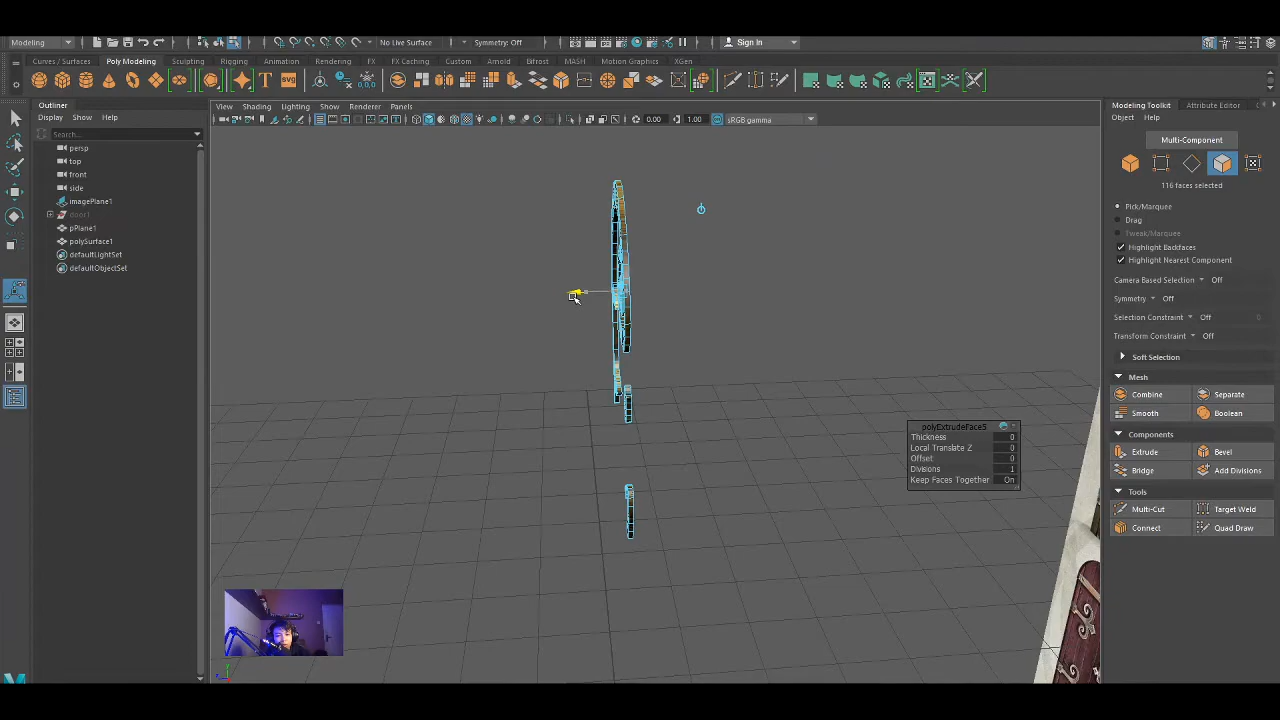 Modeling
No Live Surface
Symmetry: Off
Sign In
Curves / Surfaces
Poly Modeling
Sculpting
Rigging
Animation
Rendering
FX
FX Caching
Custom
Arnold
Bifrost
MASH
Motion Graphics
XGen
T
SVG
0,0,0
Outliner
Display
Show
Help
Search...
persp
top
front
side
imagePlane1
door1
pPlane1
polySurface1
defaultLightSet
defaultObjectSet
View
Shading
Lighting
Show
Renderer
Panels
0.00
1.00
sRGB gamma
polyExtrudeFace5
Thickness 0
Local Translate Z 0
Offset 0
Divisions 1
Keep Faces Together On
Modeling Toolkit
Attribute Editor
Object
Help
Multi-Component
116 faces selected
Pick/Marquee
Drag
Tweak/Marquee
Highlight Backfaces
Highlight Nearest Component
Camera Based Selection Off
Symmetry Off
Selection Constraint Off
Transform Constraint Off
Soft Selection
Mesh
Combine
Separate
Smooth
Boolean
Components
Extrude
Bevel
Bridge
Add Divisions
Tools
Multi-Cut
Target Weld
Connect
Quad Draw